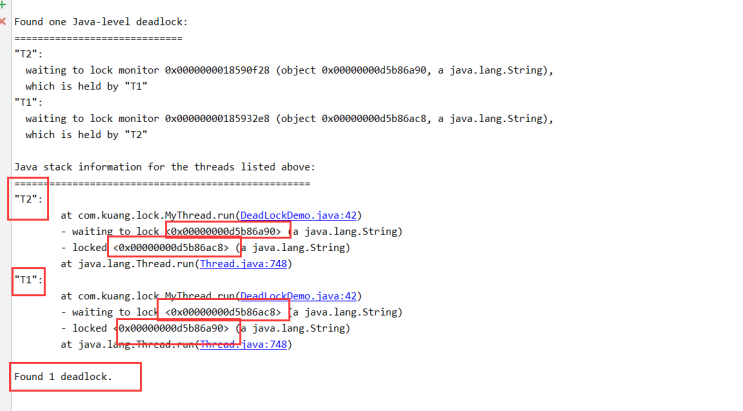 Found one Java-level deadlock:
=============================
"T2":
waiting to lock monitor 0x0000000018590f28 (object 0x00000000d5b86a90, a java.lang.String),
which is held by "T1"
"T1":
waiting to lock monitor 0x00000000185932e8 (object 0x00000000d5b86ac8, a java.lang.String),
which is held by "T2"
Java stack information for the threads listed above:
===================================================
"T2":
at com.kuang.lock.MyThread.run(DeadLockDemo.java:42)
- waiting to lock <0x00000000d5b86a90> (a java.lang.String)
- locked <0x00000000d5b86ac8> (a java.lang.String)
at java.lang.Thread.run(Thread.java:748)
"T1":
at com.kuang.lock.MyThread.run(DeadLockDemo.java:42)
- waiting to lock <0x00000000d5b86ac8> (a java.lang.String)
- locked <0x00000000d5b86a90> (a java.lang.String)
at java.lang.Thread.run(Thread.java:748)
Found 1 deadlock.